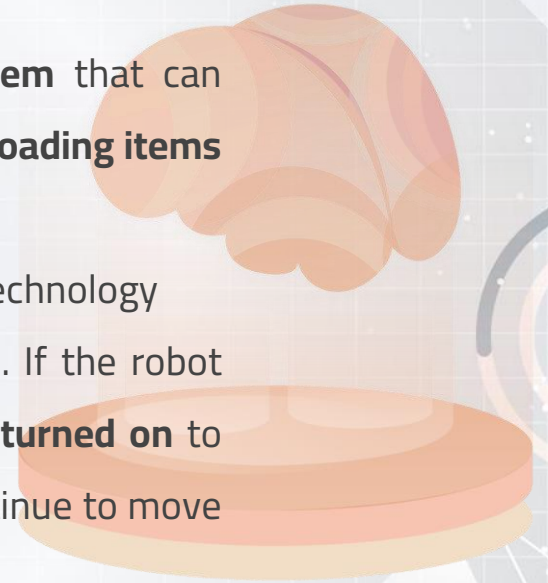 em that can
oading items
echnology
. If the robot
turned on to
inue to move